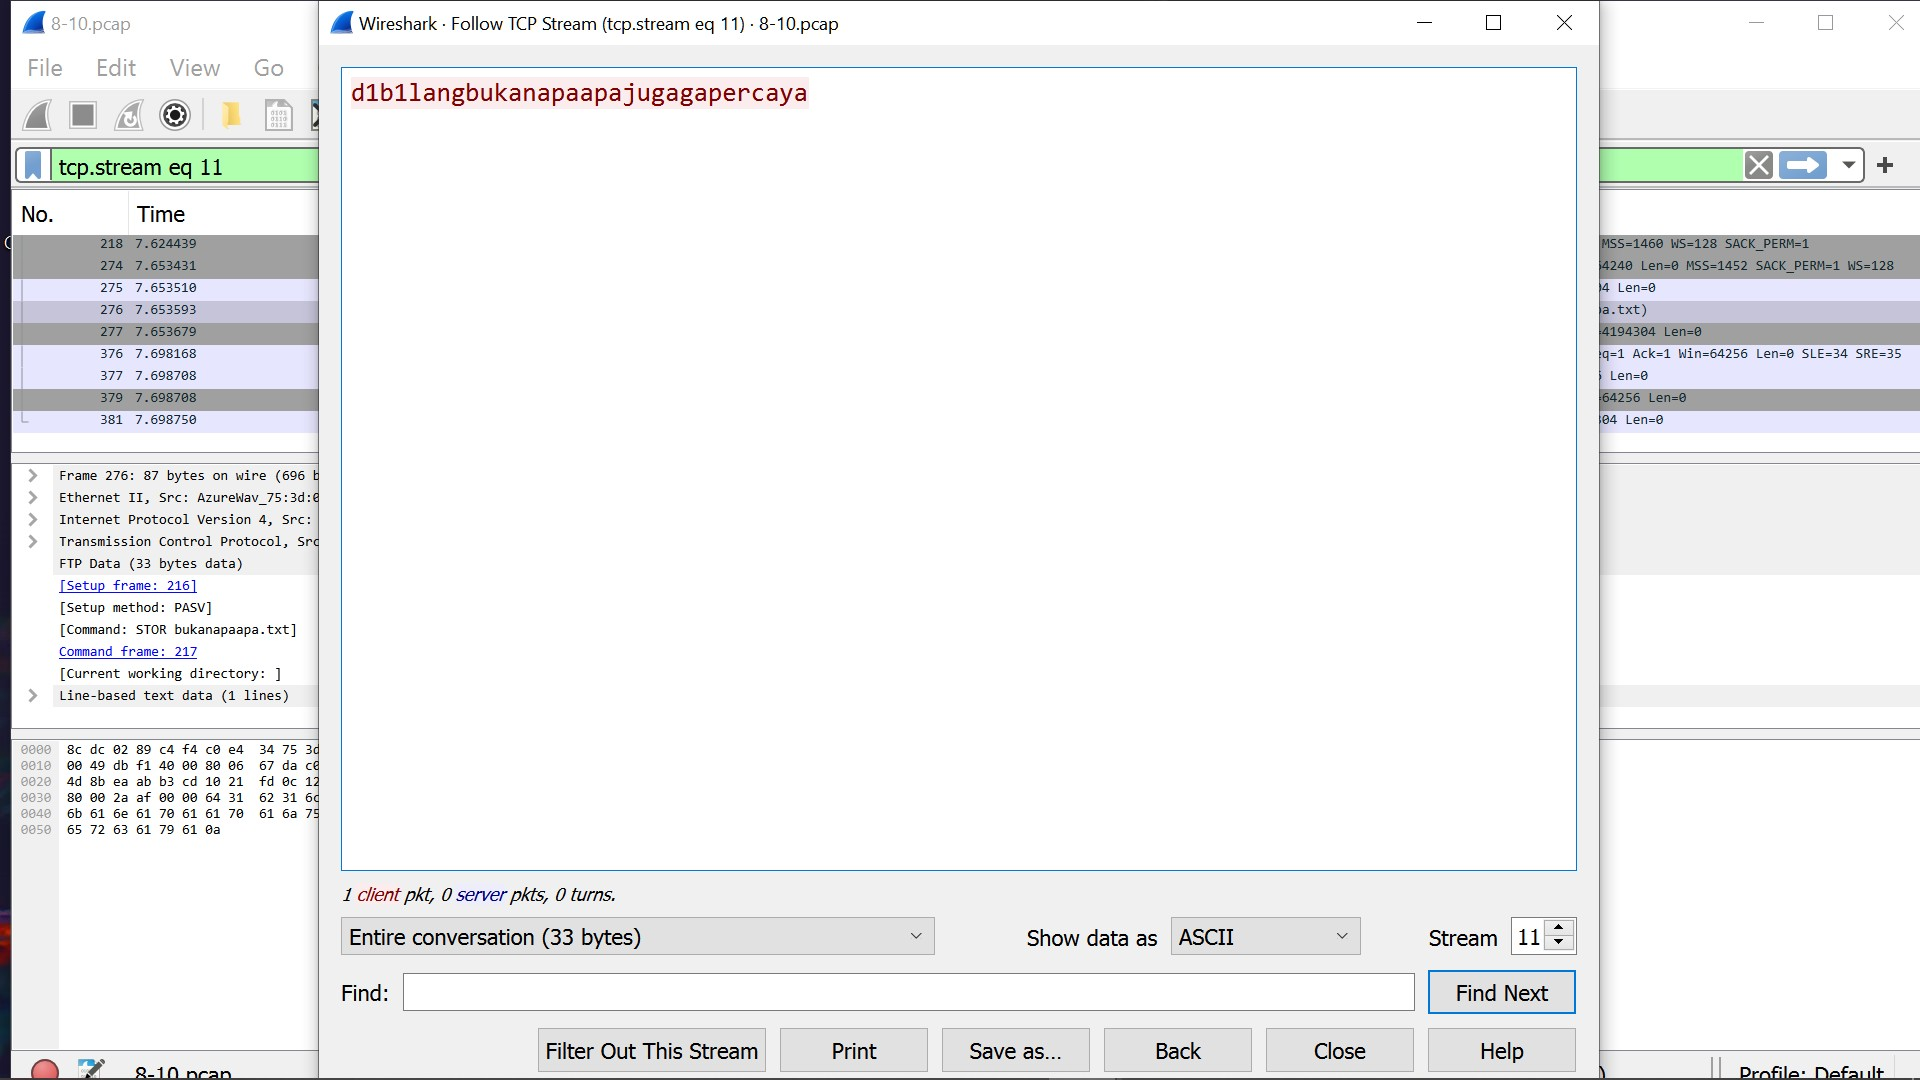 8-10.pcap
Wireshark · Follow TCP Stream (tcp.stream eq 11) · 8-10.pcap
File Edit View Go
d1b1langbukanapaapajugagapercaya
tcp.stream eq 11
No. Time
218 7.624439 MSS=1460 WS=128 SACK_PERM=1
274 7.653431 4240 Len=0 MSS=1452 SACK_PERM=1 WS=128
275 7.653510 04 Len=0
276 7.653593 pa.txt)
277 7.653679 =4194304 Len=0
376 7.698168 eq=1 Ack=1 Win=64256 Len=0 SLE=34 SRE=35
377 7.698708 Len=0
379 7.698708 =64256 Len=0
381 7.698750 304 Len=0
Frame 276: 87 bytes on wire (696 b
Ethernet II, Src: AzureWav_75:3d:0
Internet Protocol Version 4, Src:
Transmission Control Protocol, Src
FTP Data (33 bytes data)
[Setup frame: 216]
[Setup method: PASV]
[Command: STOR bukanapaapa.txt]
Command frame: 217
[Current working directory: ]
Line-based text data (1 lines)
0000 8c dc 02 89 c4 f4 c0 e4 34 75 3d
0010 00 49 db f1 40 00 80 06 67 da c0
0020 4d 8b ea ab b3 cd 10 21 fd 0c 12
0030 80 00 2a af 00 00 64 31 62 31 6c
0040 6b 61 6e 61 70 61 61 70 61 6a 75
0050 65 72 63 61 79 61 0a
1 client pkt, 0 server pkts, 0 turns.
Entire conversation (33 bytes) Show data as ASCII Stream 11
Find: Find Next
Filter Out This Stream Print Save as... Back Close Help
8-10.pcap Profile: Default